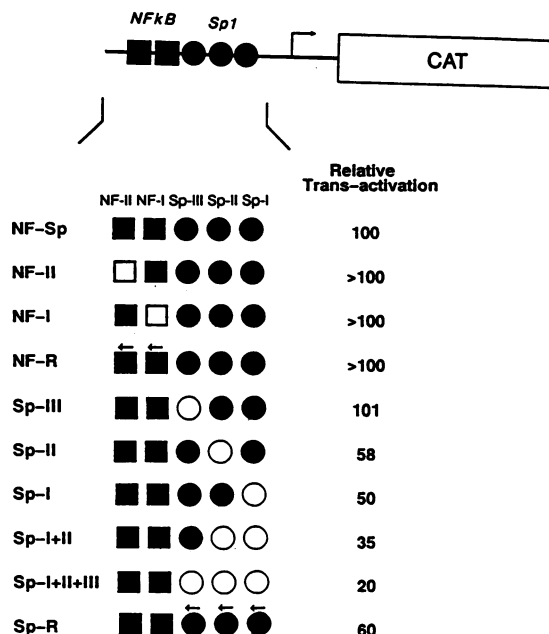 NFkB Sp1
CAT
Relative
Trans-activation
NF-II NF-I Sp-III Sp-II Sp-I
NF-Sp 100
NF-II >100
NF-I >100
NF-R >100
Sp-III 101
Sp-II 58
Sp-I 50
Sp-I+II 35
Sp-I+II+III 20
Sp-R 60